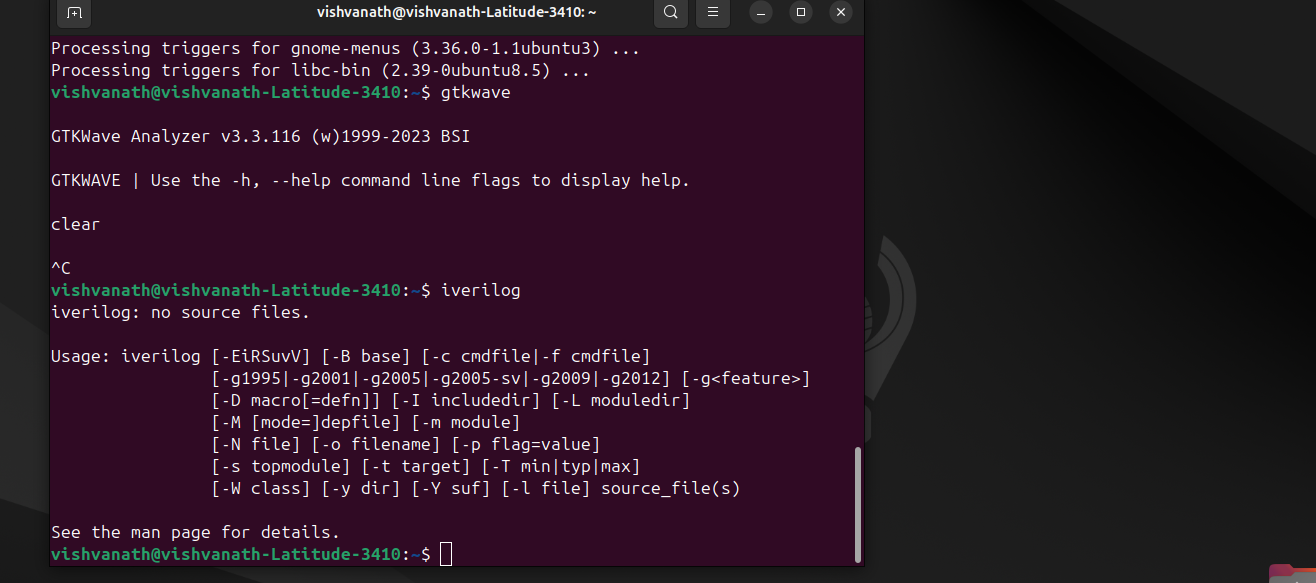 vishvanath@vishvanath-Latitude-3410: ~
Processing triggers for gnome-menus (3.36.0-1.1ubuntu3) ...
Processing triggers for libc-bin (2.39-0ubuntu8.5) ...
vishvanath@vishvanath-Latitude-3410:~$ gtkwave
GTKWave Analyzer v3.3.116 (w)1999-2023 BSI
GTKWAVE | Use the -h, --help command line flags to display help.
clear
^C
vishvanath@vishvanath-Latitude-3410:~$ iverilog
iverilog: no source files.
Usage: iverilog [-EiRSuvV] [-B base] [-c cmdfile|-f cmdfile]
[-g1995|-g2001|-g2005|-g2005-sv|-g2009|-g2012] [-g<feature>]
[-D macro[=defn]] [-I includedir] [-L moduledir]
[-M [mode=]depfile] [-m module]
[-N file] [-o filename] [-p flag=value]
[-s topmodule] [-t target] [-T min|typ|max]
[-W class] [-y dir] [-Y suf] [-l file] source_file(s)
See the man page for details.
vishvanath@vishvanath-Latitude-3410:~$